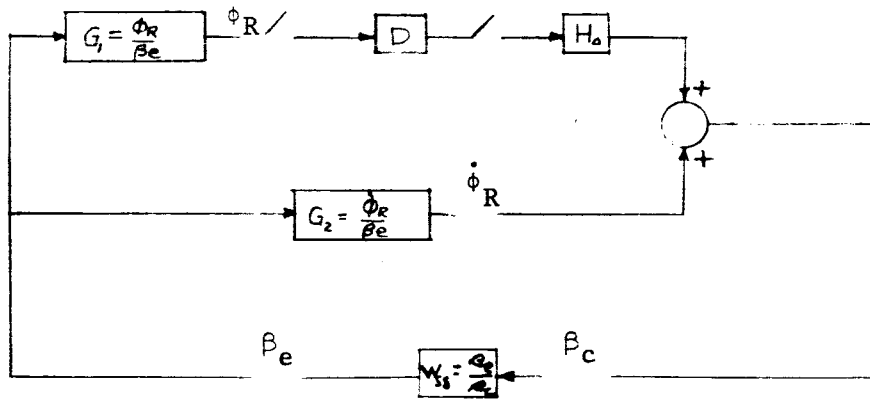 G₁ = ϕR/βe
ϕR
D
H₀
+
+
G₂ = ϕ̇R/βe
ϕ̇R
βe
βc